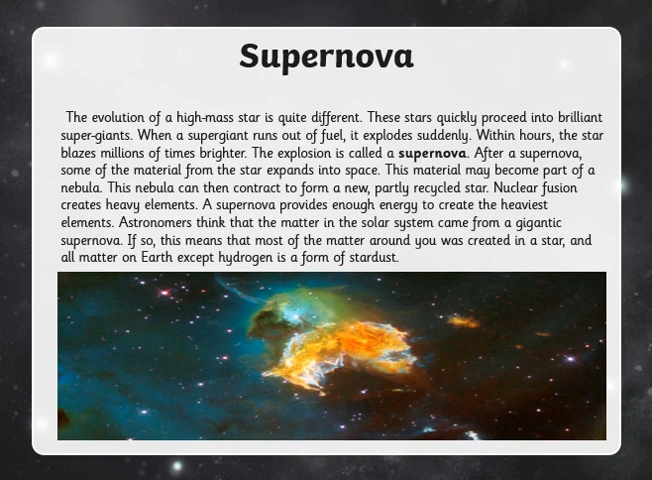 Supernova
The evolution of a high-mass star is quite different. These stars quickly proceed into brilliant
super-giants. When a supergiant runs out of fuel, it explodes suddenly. Within hours, the star
blazes millions of times brighter. The explosion is called a supernova. After a supernova,
some of the material from the star expands into space. This material may become part of a
nebula. This nebula can then contract to form a new, partly recycled star. Nuclear fusion
creates heavy elements. A supernova provides enough energy to create the heaviest
elements. Astronomers think that the matter in the solar system came from a gigantic
supernova. If so, this means that most of the matter around you was created in a star, and
all matter on Earth except hydrogen is a form of stardust.